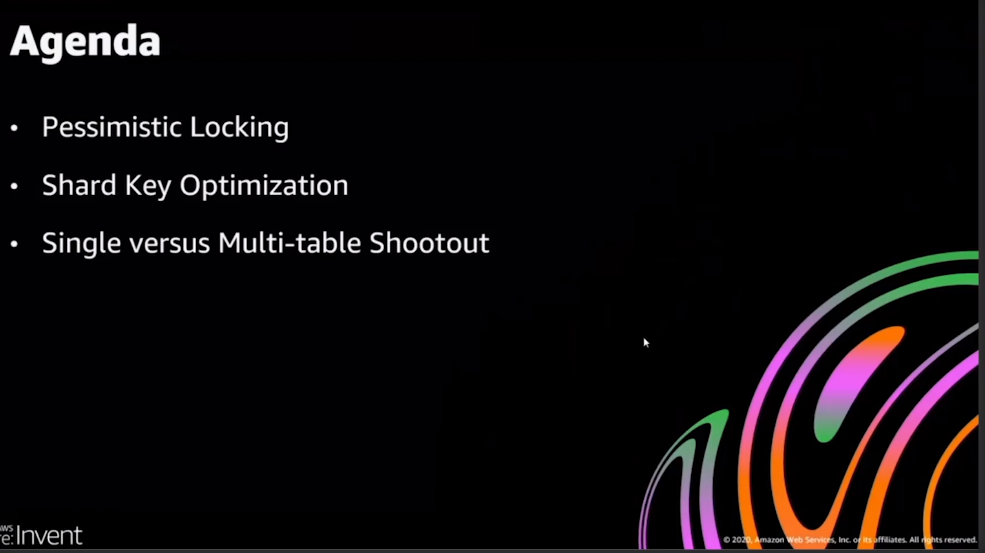 Agenda
• Pessimistic Locking
• Shard Key Optimization
• Single versus Multi-table Shootout
aws
re:Invent
© 2020, Amazon Web Services, Inc. or its affiliates. All rights reserved.